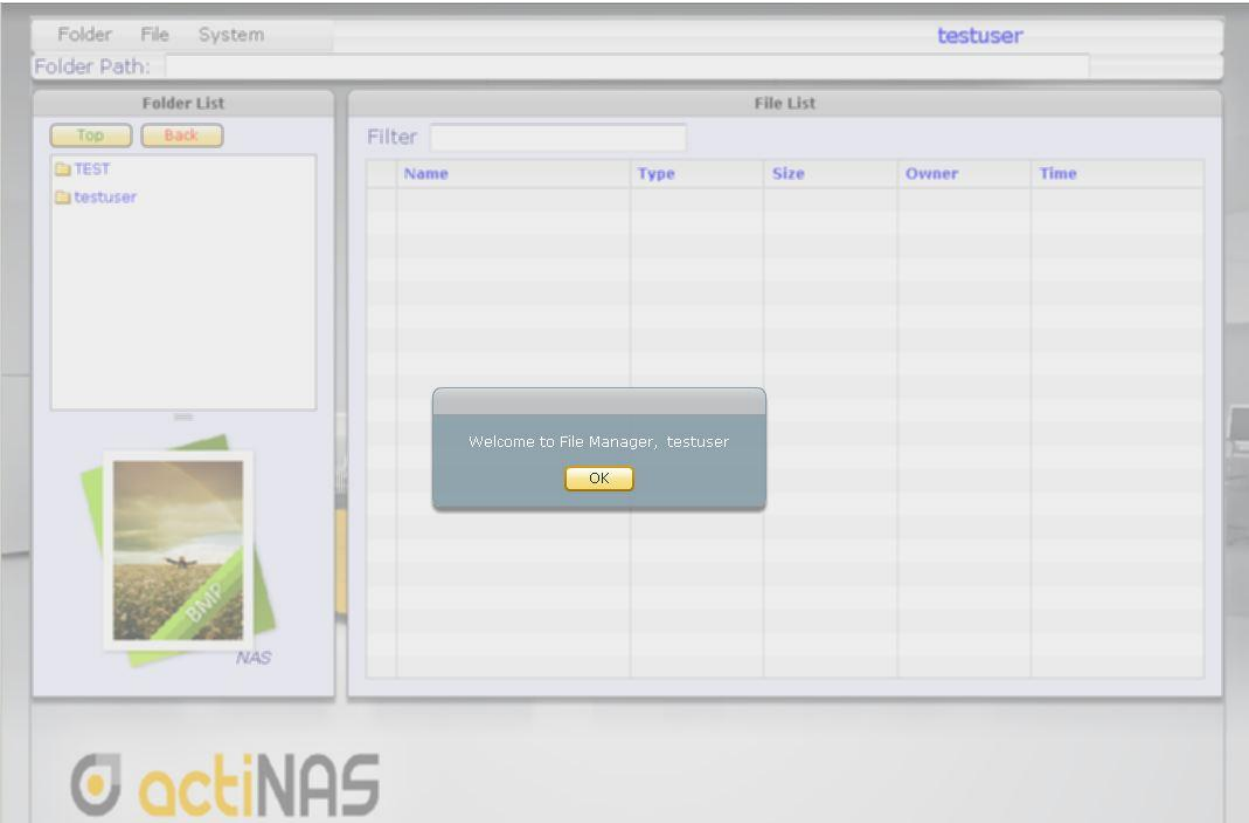 Folder File System testuser
Folder Path:
Folder List
Top Back
TEST
testuser
BMP
NAS
File List
Filter
Name Type Size Owner Time
Welcome to File Manager, testuser
OK
actiNAS